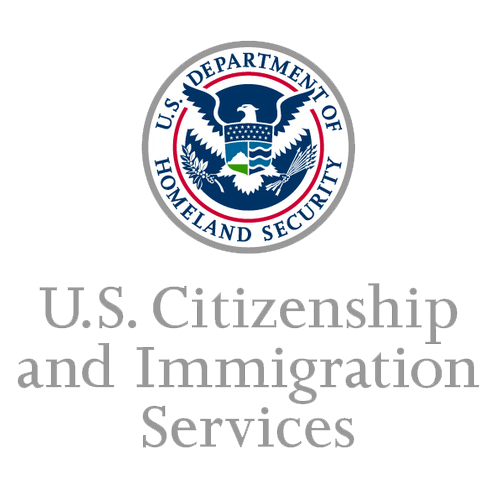 U.S. DEPARTMENT OF
HOMELAND SECURITY
U.S. Citizenship
and Immigration
Services